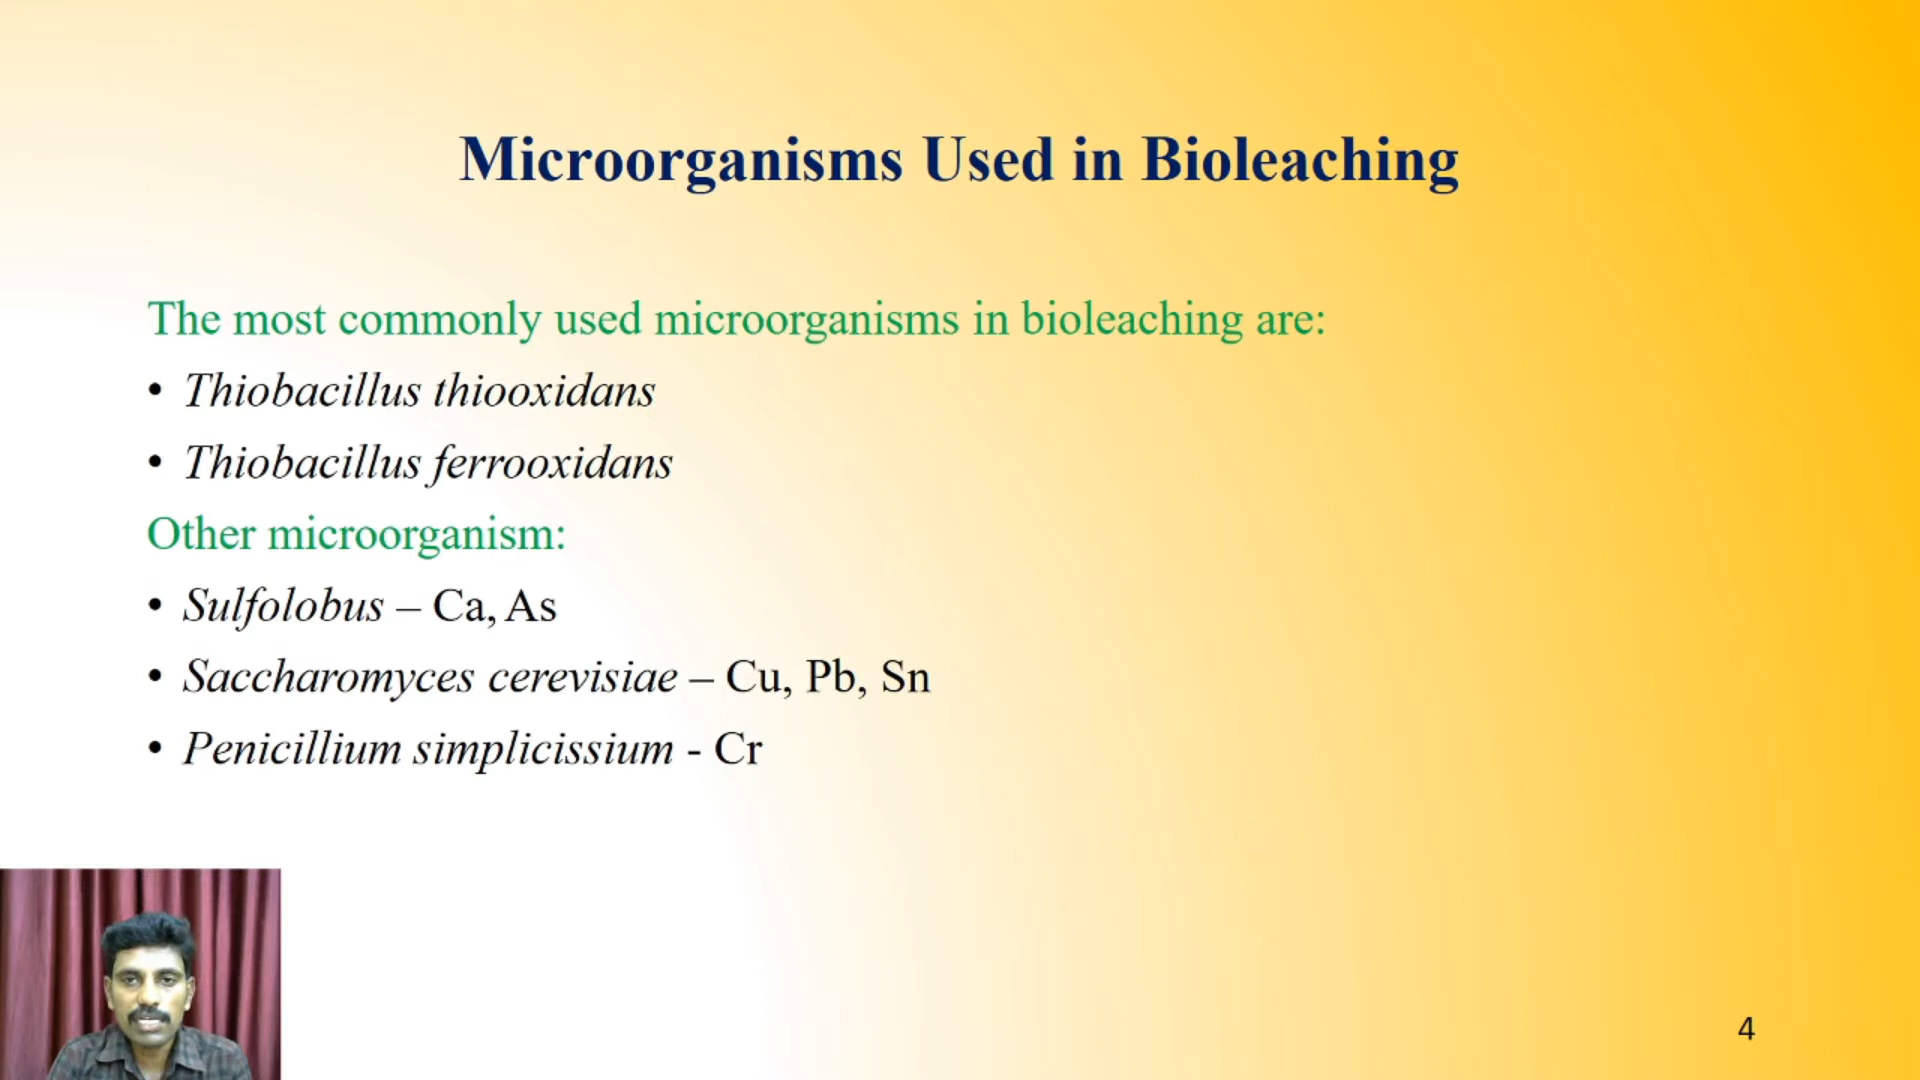 Microorganisms Used in Bioleaching
The most commonly used microorganisms in bioleaching are:
• Thiobacillus thiooxidans
• Thiobacillus ferrooxidans
Other microorganism:
• Sulfolobus – Ca, As
• Saccharomyces cerevisiae – Cu, Pb, Sn
• Penicillium simplicissium - Cr
4